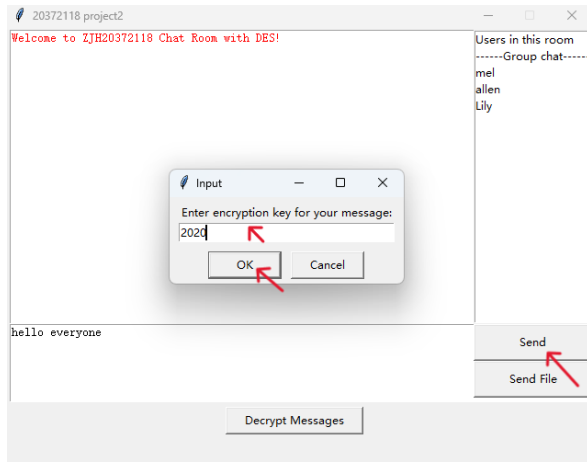 20372118 project2
Welcome to ZJH20372118 Chat Room with DES!
Users in this room
------Group chat------
mel
allen
Lily
Input
Enter encryption key for your message:
2020
OK Cancel
hello everyone
Send
Send File
Decrypt Messages